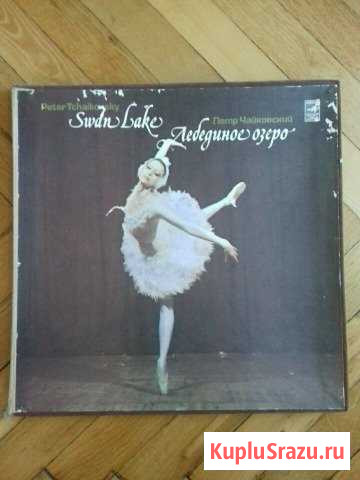 Peter Tchaikovsky
Swan Lake
Петр Чайковский
Лебединое озеро
KupluSrazu.ru